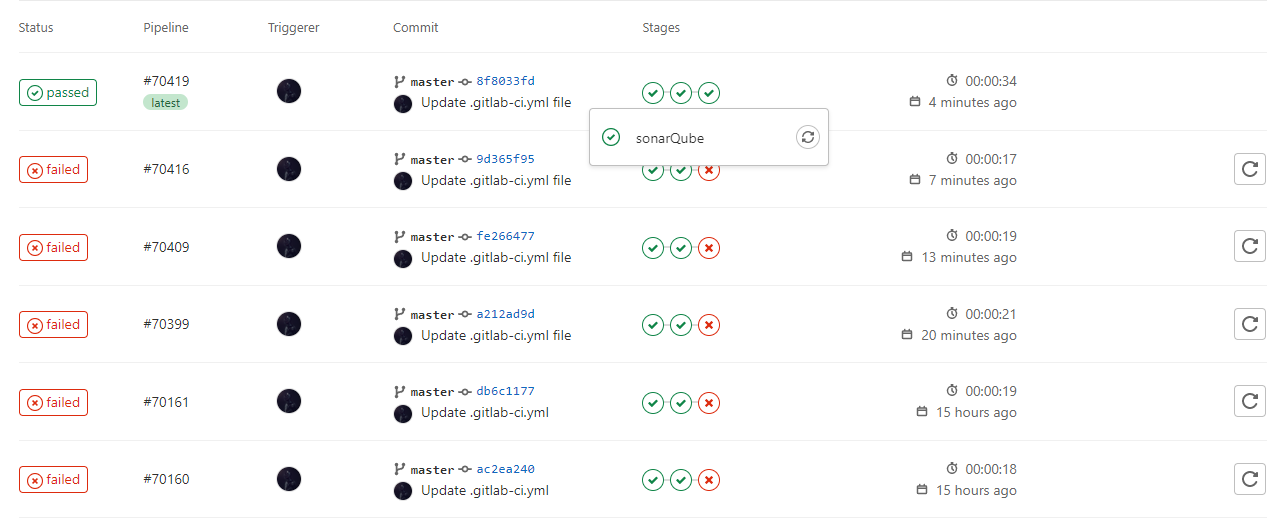 Status Pipeline Triggerer Commit Stages
passed #70419 master 8f8033fd 00:00:34
latest Update .gitlab-ci.yml file 4 minutes ago
sonarQube
failed #70416 master 9d365f95 00:00:17
Update .gitlab-ci.yml file 7 minutes ago
failed #70409 master fe266477 00:00:19
Update .gitlab-ci.yml file 13 minutes ago
failed #70399 master a212ad9d 00:00:21
Update .gitlab-ci.yml file 20 minutes ago
failed #70161 master db6c1177 00:00:19
Update .gitlab-ci.yml 15 hours ago
failed #70160 master ac2ea240 00:00:18
Update .gitlab-ci.yml 15 hours ago